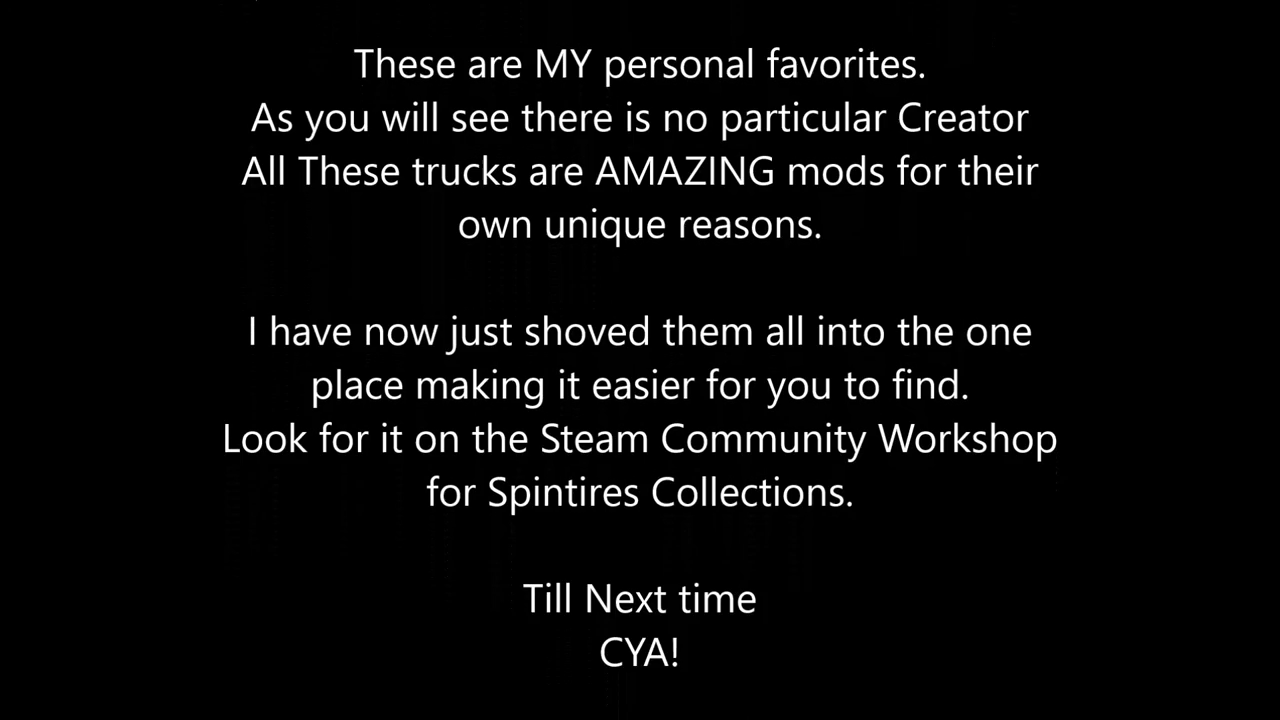 These are MY personal favorites.
As you will see there is no particular Creator
All These trucks are AMAZING mods for their
own unique reasons.
I have now just shoved them all into the one
place making it easier for you to find.
Look for it on the Steam Community Workshop
for Spintires Collections.
Till Next time
CYA!